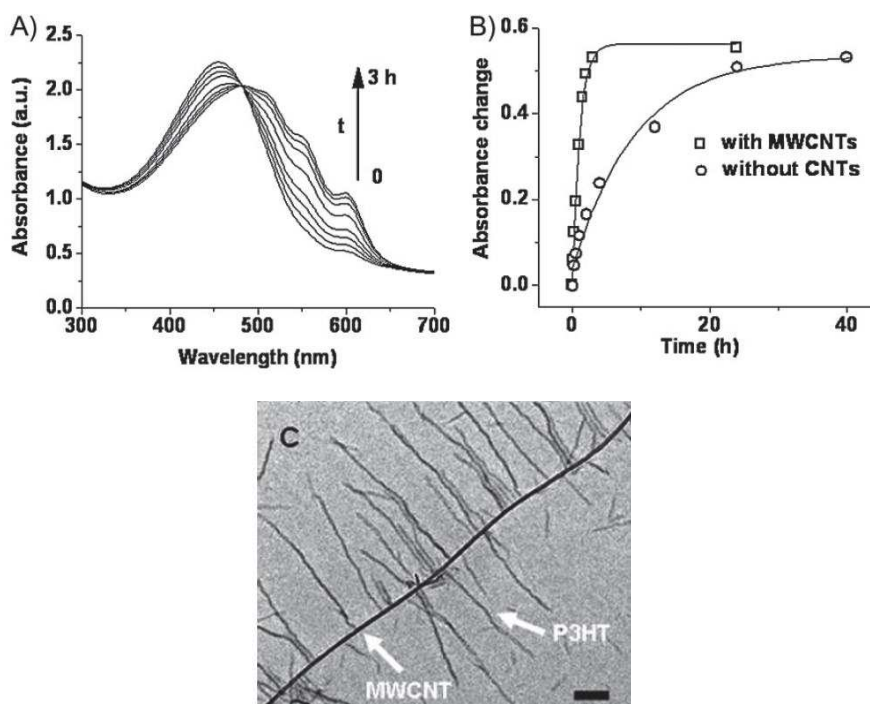 A)
Absorbance (a.u.)
2.5
2.0
1.5
1.0
0.5
0.0
300 400 500 600 700
Wavelength (nm)
3 h
t
0
B)
Absorbance change
0.6
0.4
0.2
0.0
0 20 40
Time (h)
with MWCNTs
without CNTs
C
P3HT
MWCNT